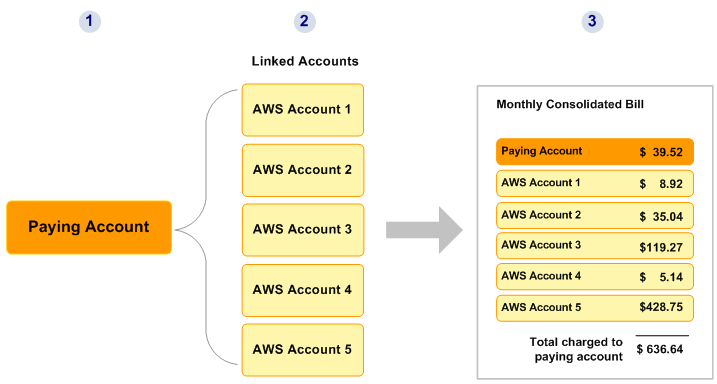 1
2
3
Linked Accounts
Paying Account
AWS Account 1
AWS Account 2
AWS Account 3
AWS Account 4
AWS Account 5
Monthly Consolidated Bill
Paying Account $ 39.52
AWS Account 1 $ 8.92
AWS Account 2 $ 35.04
AWS Account 3 $119.27
AWS Account 4 $ 5.14
AWS Account 5 $428.75
Total charged to
paying account $ 636.64